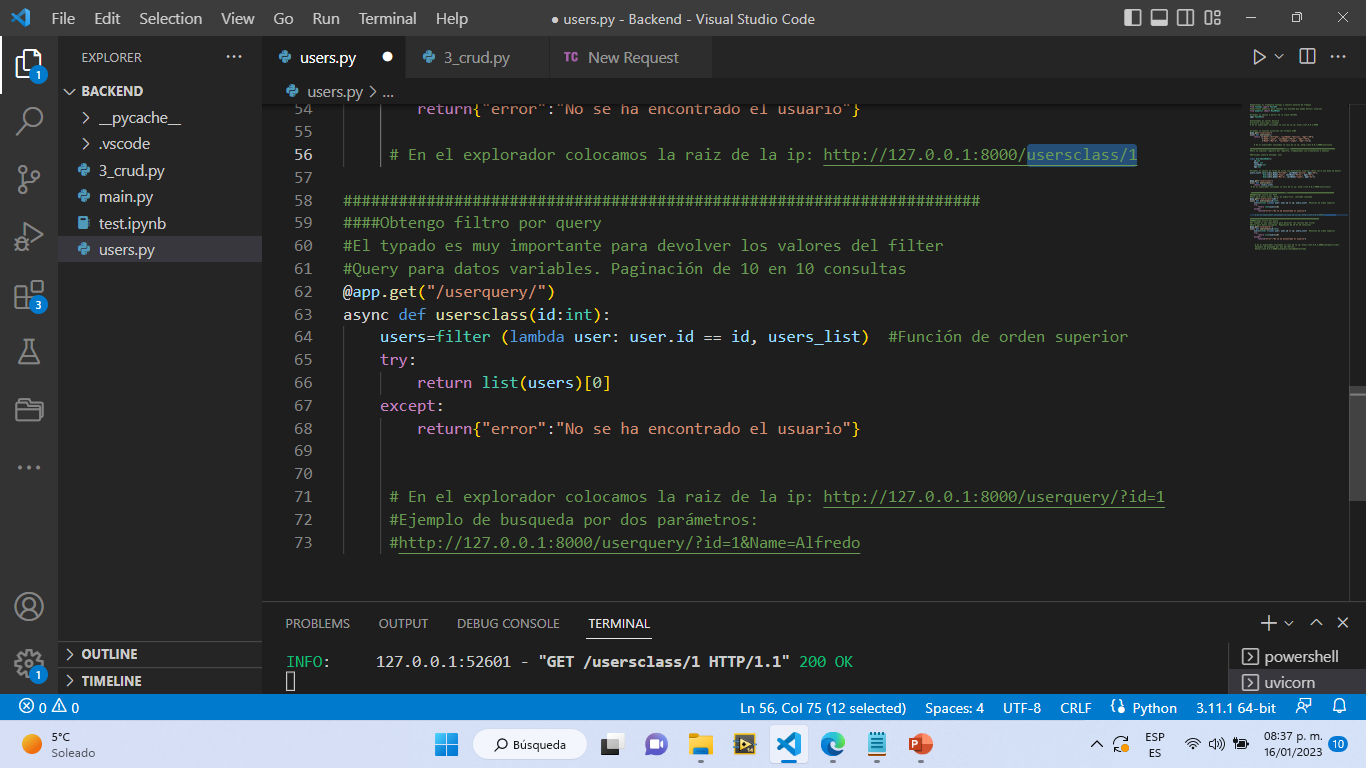 File Edit Selection View Go Run Terminal Help
● users.py - Backend - Visual Studio Code
EXPLORER
BACKEND
__pycache__
.vscode
3_crud.py
main.py
test.ipynb
users.py
OUTLINE
TIMELINE
1
3
1
users.py
3_crud.py
TC New Request
users.py > ...
54 return{"error":"No se ha encontrado el usuario"}
55
56 # En el explorador colocamos la raiz de la ip: http://127.0.0.1:8000/usersclass/1
57
58 #####################################################################
59 ####Obtengo filtro por query
60 #El typado es muy importante para devolver los valores del filter
61 #Query para datos variables. Paginación de 10 en 10 consultas
62 @app.get("/userquery/")
63 async def usersclass(id:int):
64 users=filter (lambda user: user.id == id, users_list)  #Función de orden superior
65 try:
66 return list(users)[0]
67 except:
68 return{"error":"No se ha encontrado el usuario"}
69
70
71 # En el explorador colocamos la raiz de la ip: http://127.0.0.1:8000/userquery/?id=1
72 #Ejemplo de busqueda por dos parámetros:
73 #http://127.0.0.1:8000/userquery/?id=1&Name=Alfredo
PROBLEMS OUTPUT DEBUG CONSOLE TERMINAL
INFO: 127.0.0.1:52601 - "GET /usersclass/1 HTTP/1.1" 200 OK
powershell
uvicorn
0 0
Ln 56, Col 75 (12 selected) Spaces: 4 UTF-8 CRLF Python 3.11.1 64-bit
5°C
Soleado
Búsqueda
ESP
ES
08:37 p. m.
16/01/2023
10